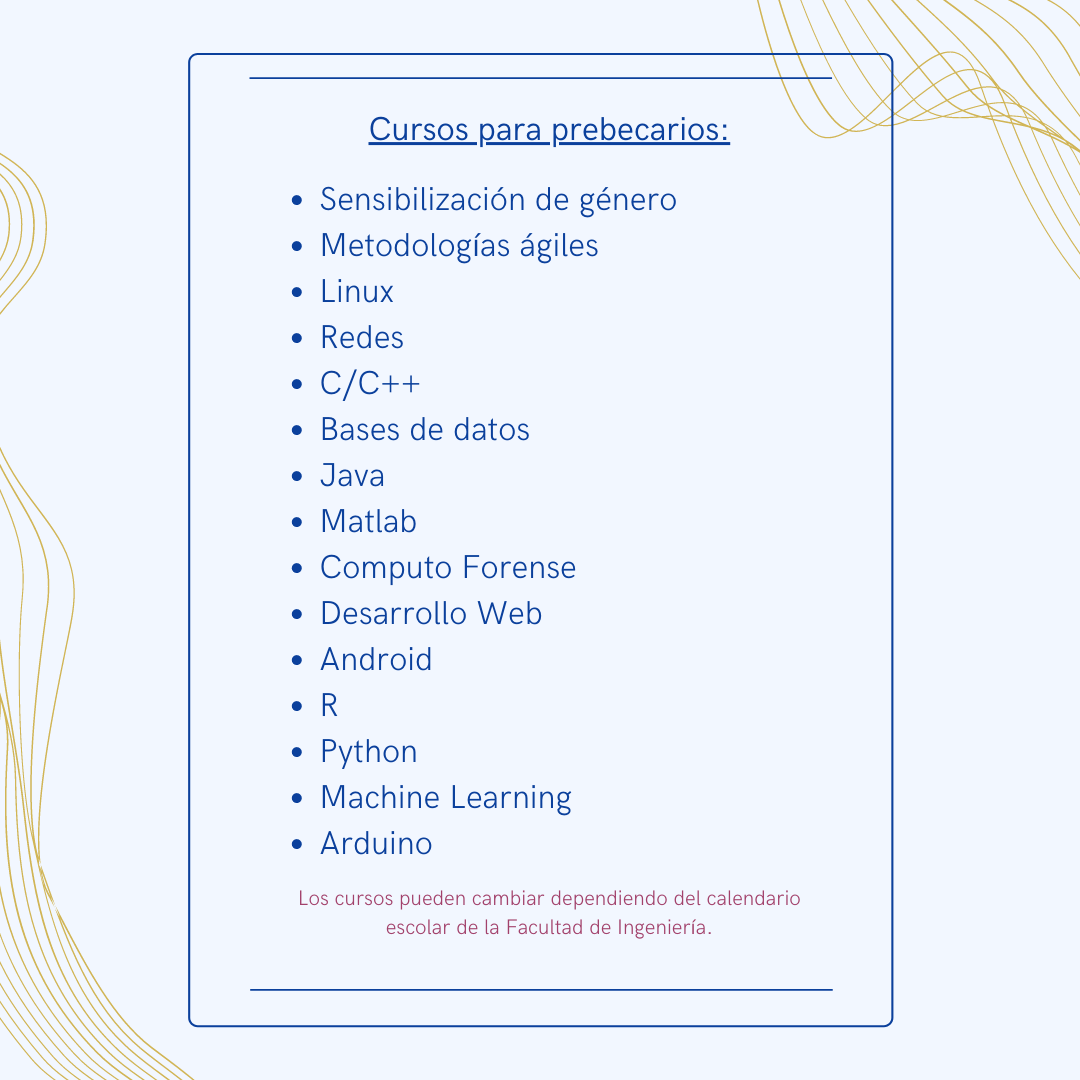 Cursos para prebecarios:
• Sensibilización de género
• Metodologías ágiles
• Linux
• Redes
• C/C++
• Bases de datos
• Java
• Matlab
• Computo Forense
• Desarrollo Web
• Android
• R
• Python
• Machine Learning
• Arduino
Los cursos pueden cambiar dependiendo del calendario
escolar de la Facultad de Ingeniería.